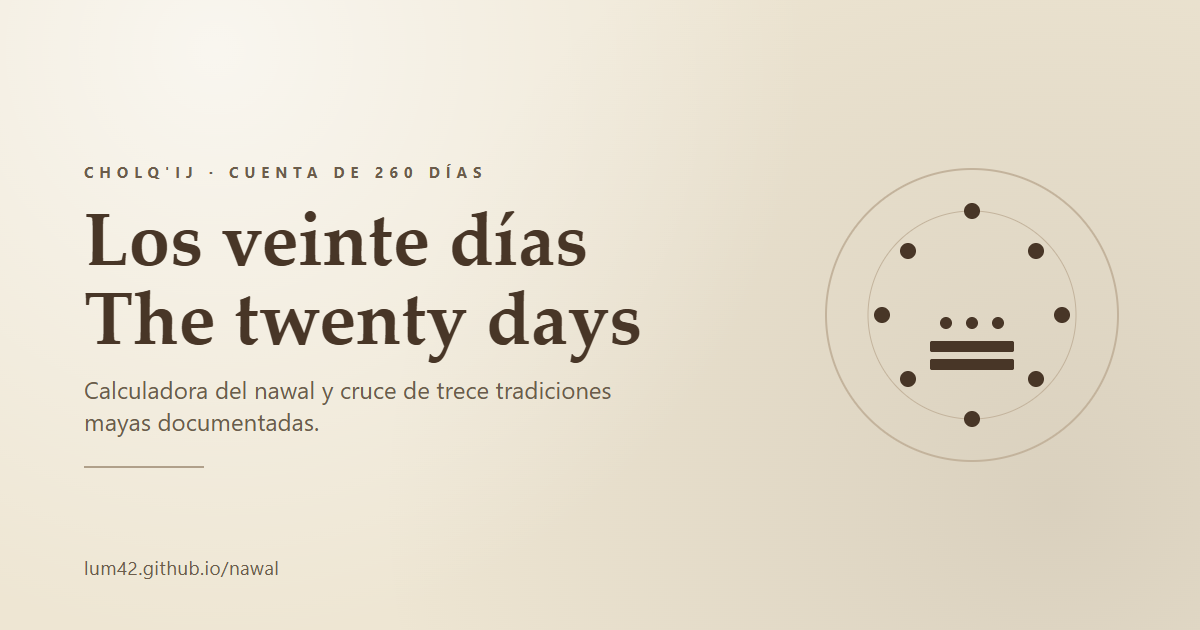 CHOLQ'IJ · CUENTA DE 260 DÍAS
Los veinte días
The twenty days
Calculadora del nawal y cruce de trece tradiciones
mayas documentadas.
lum42.github.io/nawal